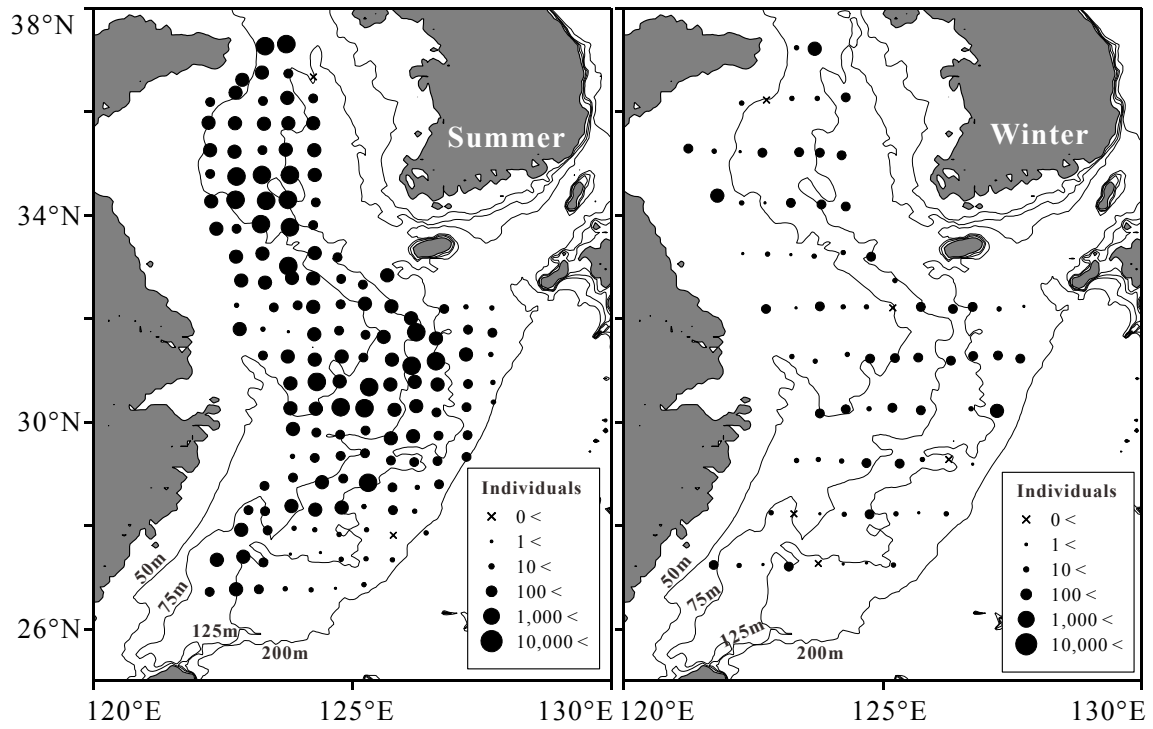 38°N
34°N
30°N
26°N
Summer
50m
75m
125m
200m
Individuals
× 0 <
1 <
10 <
100 <
1,000 <
10,000 <
120°E
125°E
130°E
Winter
50m
75m
125m
200m
Individuals
× 0 <
1 <
10 <
100 <
1,000 <
10,000 <
120°E
125°E
130°E